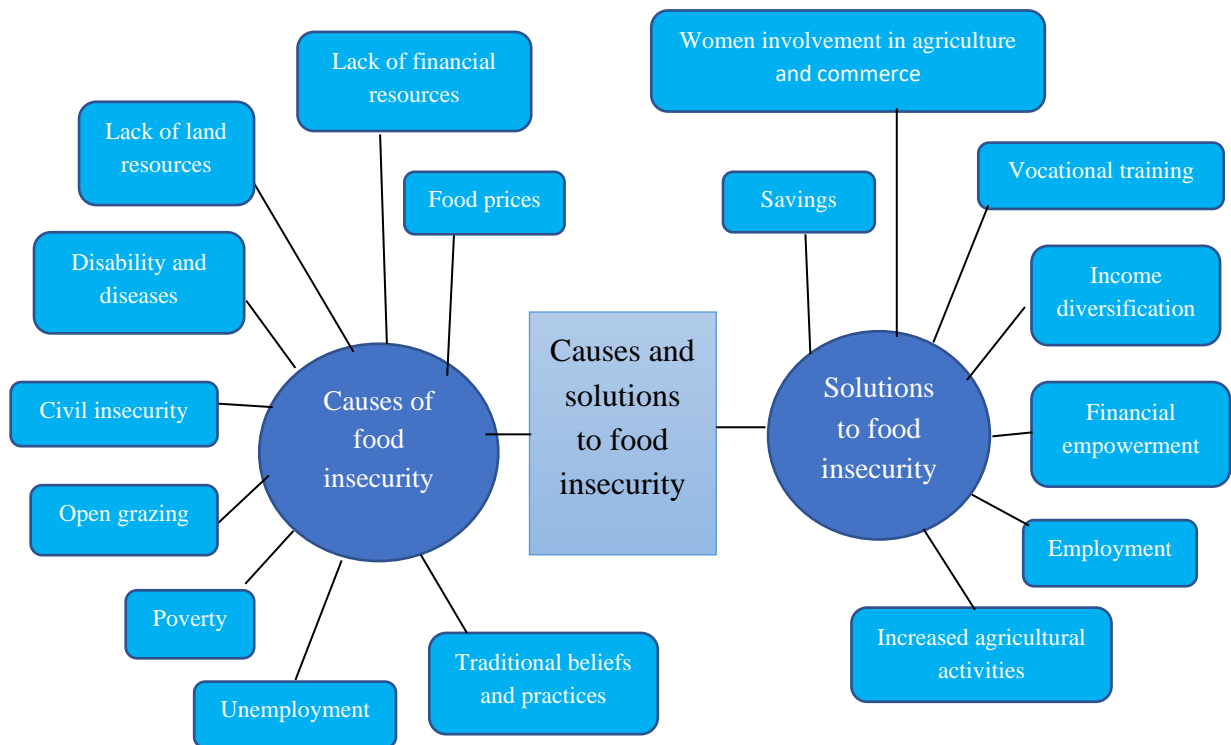 Women involvement in agriculture
and commerce
Lack of financial
resources
Lack of land
resources
Food prices
Savings
Vocational training
Disability and
diseases
Income
diversification
Causes and
solutions
to food
insecurity
Causes of
food
insecurity
Solutions
to food
insecurity
Civil insecurity
Financial
empowerment
Open grazing
Employment
Poverty
Traditional beliefs
and practices
Increased agricultural
activities
Unemployment